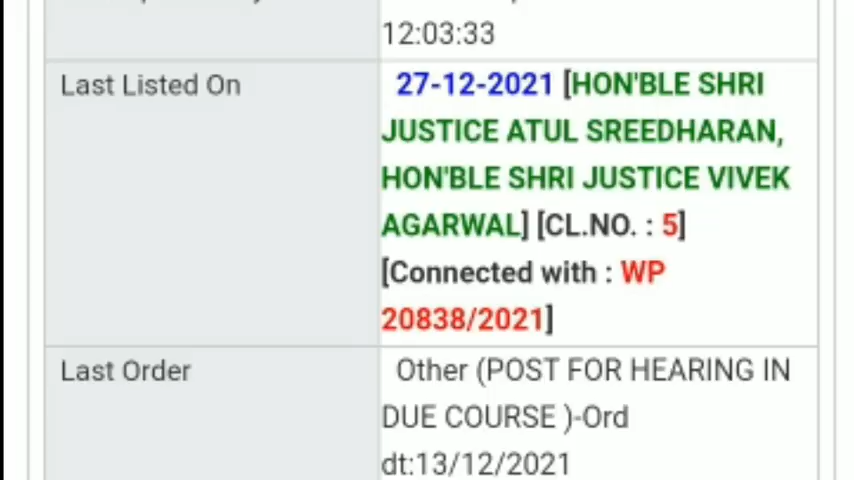 12:03:33
Last Listed On
27-12-2021 [HON'BLE SHRI
JUSTICE ATUL SREEDHARAN,
HON'BLE SHRI JUSTICE VIVEK
AGARWAL] [CL.NO. : 5]
[Connected with : WP
20838/2021]
Last Order
Other (POST FOR HEARING IN
DUE COURSE )-Ord
dt:13/12/2021